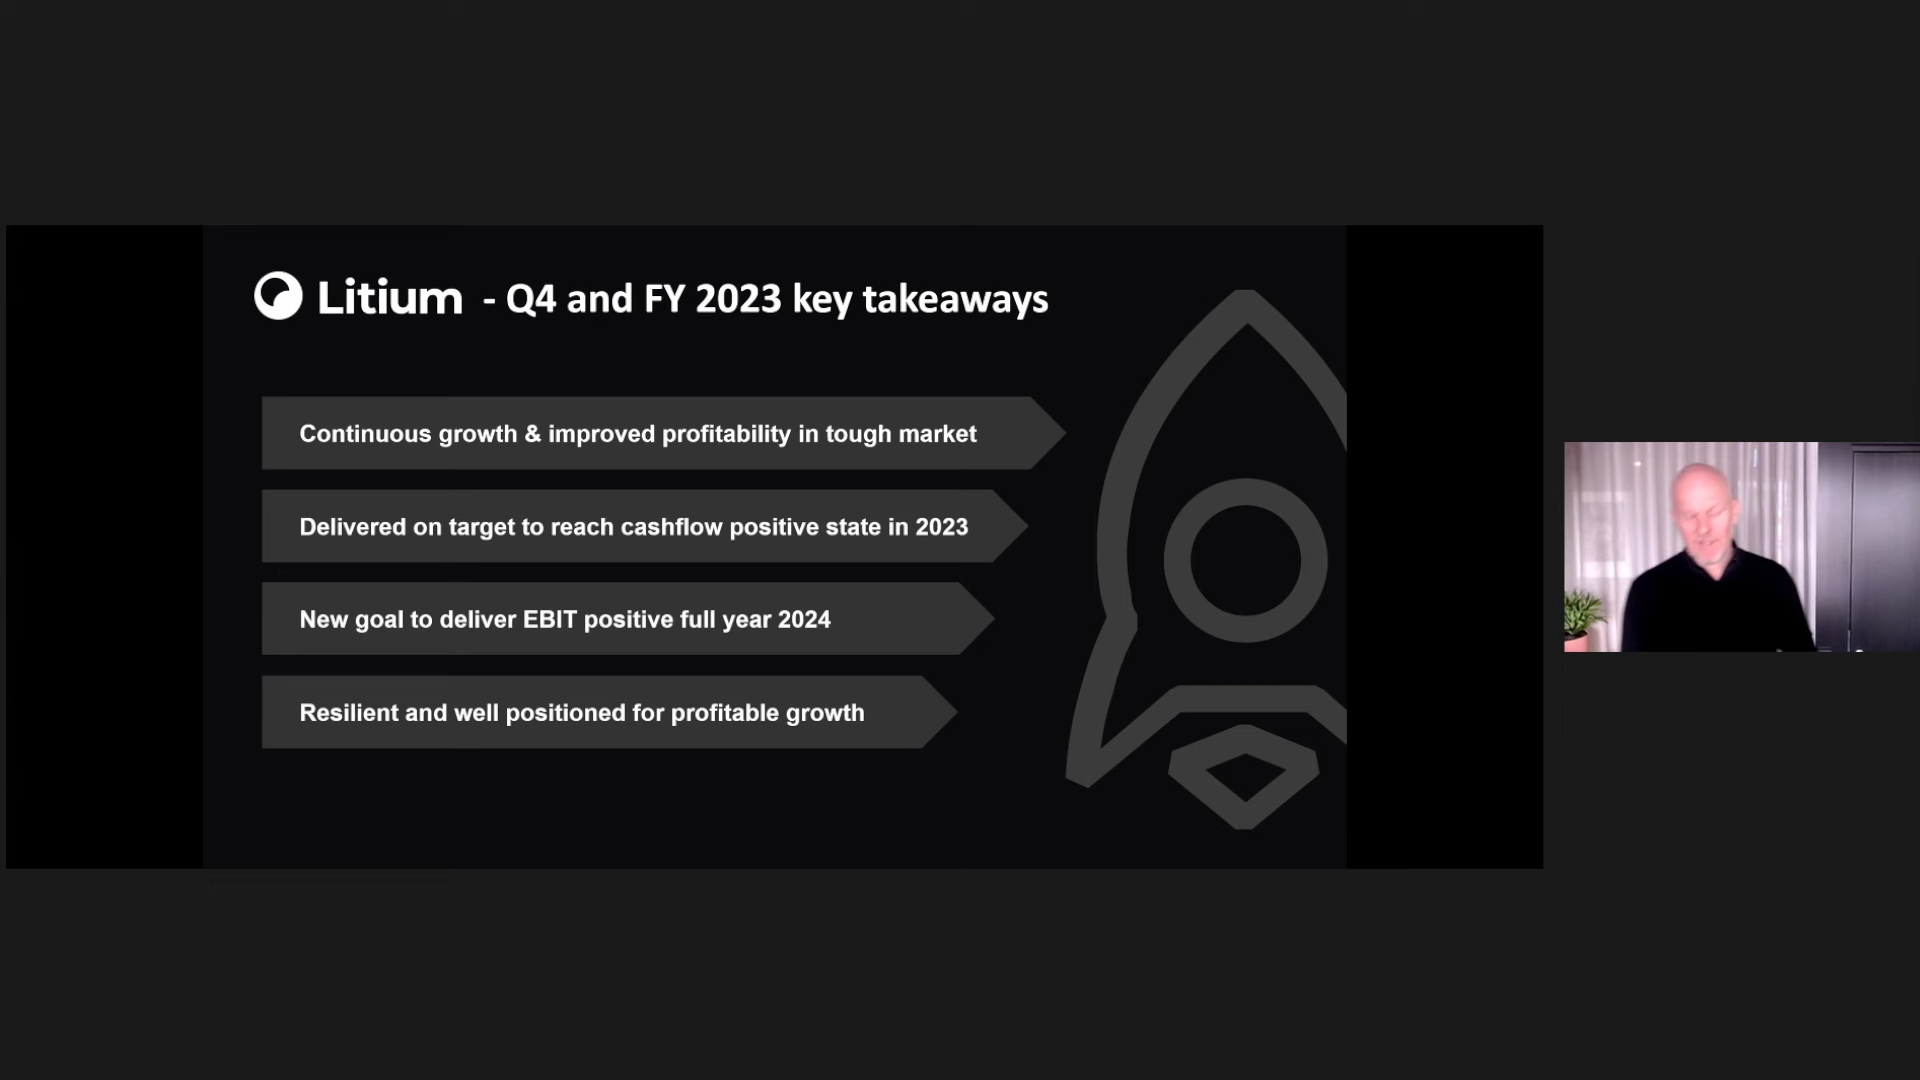 Litium - Q4 and FY 2023 key takeaways
Continuous growth & improved profitability in tough market
Delivered on target to reach cashflow positive state in 2023
New goal to deliver EBIT positive full year 2024
Resilient and well positioned for profitable growth